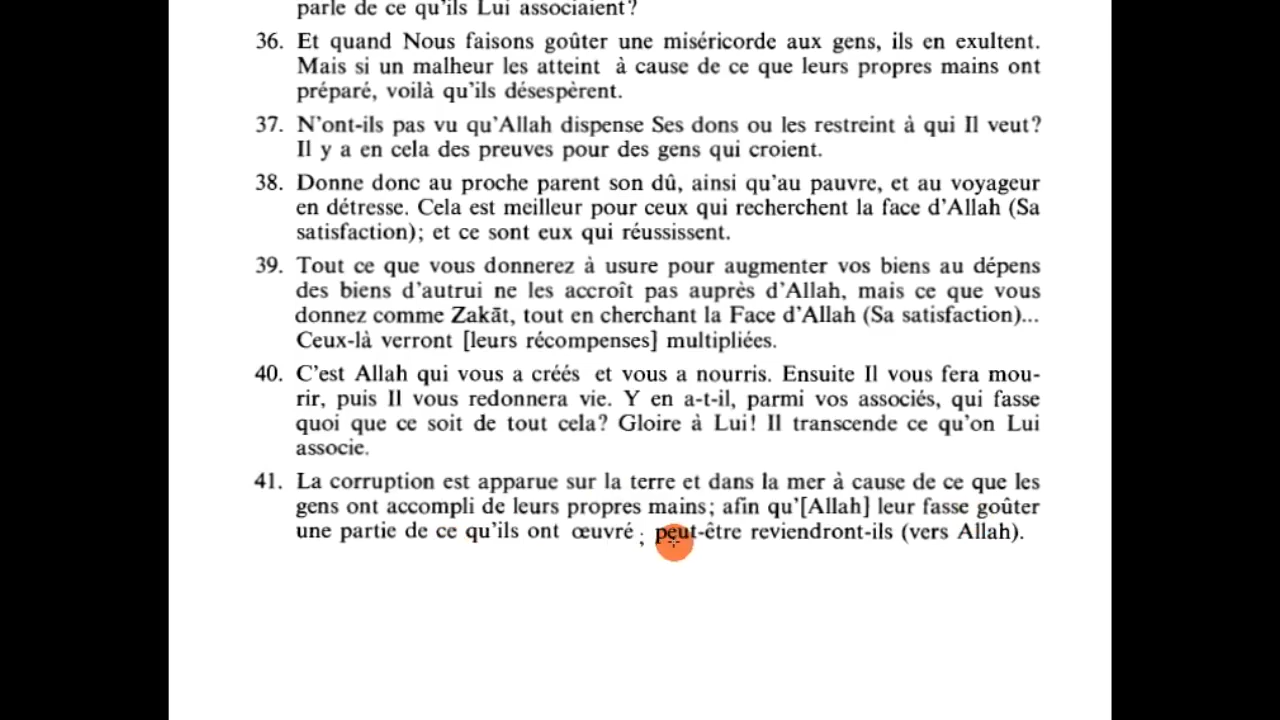 parle de ce qu'ils Lui associaient?
36. Et quand Nous faisons goûter une miséricorde aux gens, ils en exultent.
Mais si un malheur les atteint à cause de ce que leurs propres mains ont
préparé, voilà qu'ils désespèrent.
37. N'ont-ils pas vu qu'Allah dispense Ses dons ou les restreint à qui Il veut?
Il y a en cela des preuves pour des gens qui croient.
38. Donne donc au proche parent son dû, ainsi qu'au pauvre, et au voyageur
en détresse. Cela est meilleur pour ceux qui recherchent la face d'Allah (Sa
satisfaction); et ce sont eux qui réussissent.
39. Tout ce que vous donnerez à usure pour augmenter vos biens au dépens
des biens d'autrui ne les accroît pas auprès d'Allah, mais ce que vous
donnez comme Zakāt, tout en cherchant la Face d'Allah (Sa satisfaction)...
Ceux-là verront [leurs récompenses] multipliées.
40. C'est Allah qui vous a créés et vous a nourris. Ensuite Il vous fera mou-
rir, puis Il vous redonnera vie. Y en a-t-il, parmi vos associés, qui fasse
quoi que ce soit de tout cela? Gloire à Lui! Il transcende ce qu'on Lui
associe.
41. La corruption est apparue sur la terre et dans la mer à cause de ce que les
gens ont accompli de leurs propres mains; afin qu'[Allah] leur fasse goûter
une partie de ce qu'ils ont œuvré; peut-être reviendront-ils (vers Allah).